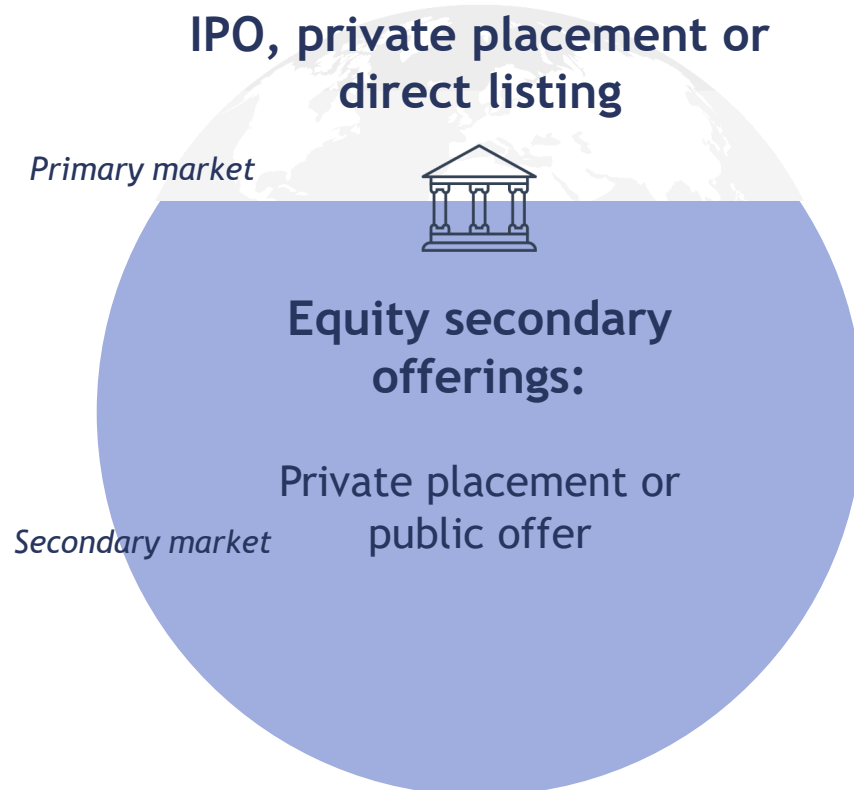 IPO, private placement or
direct listing
Primary market
Equity secondary
offerings:
Private placement or
public offer
Secondary market